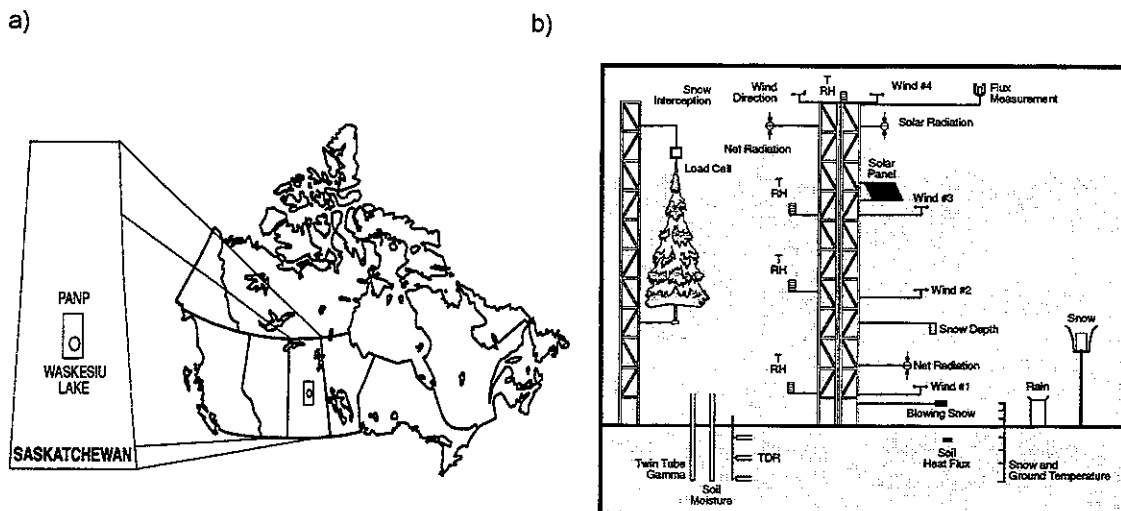 a)
PANP
WASKESIU
LAKE
SASKATCHEWAN
b)
Snow
Interception
Load Cell
Wind
Direction
T
RH
Wind #4
Flux
Measurement
Net Radiation
Solar Radiation
Solar
Panel
T
RH
Wind #3
T
RH
Wind #2
Snow Depth
Snow
Net Radiation
T
RH
Wind #1
Rain
Blowing Snow
Twin Tube
Gamma
Soil
Moisture
TDR
Soil
Heat Flux
Snow and
Ground Temperature